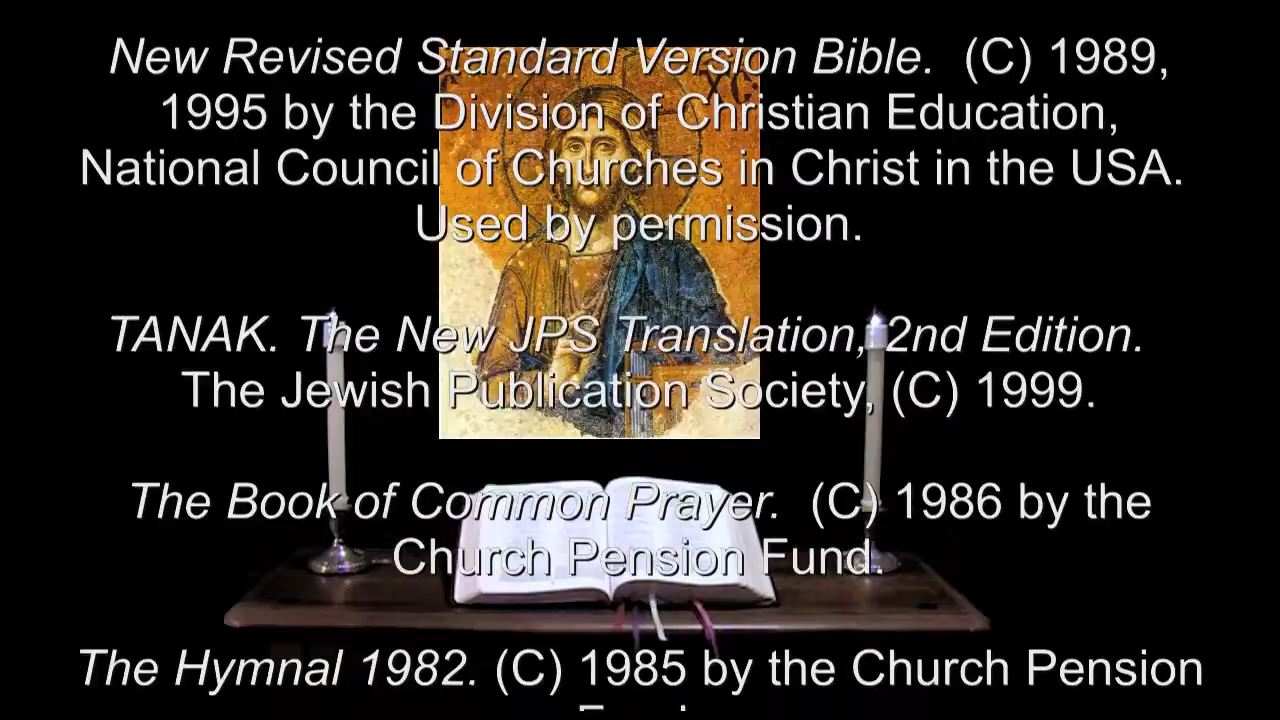 New Revised Standard Version Bible. (C) 1989,
1995 by the Division of Christian Education,
National Council of Churches in Christ in the USA.
Used by permission.
TANAK. The New JPS Translation, 2nd Edition.
The Jewish Publication Society, (C) 1999.
The Book of Common Prayer. (C) 1986 by the
Church Pension Fund.
The Hymnal 1982. (C) 1985 by the Church Pension